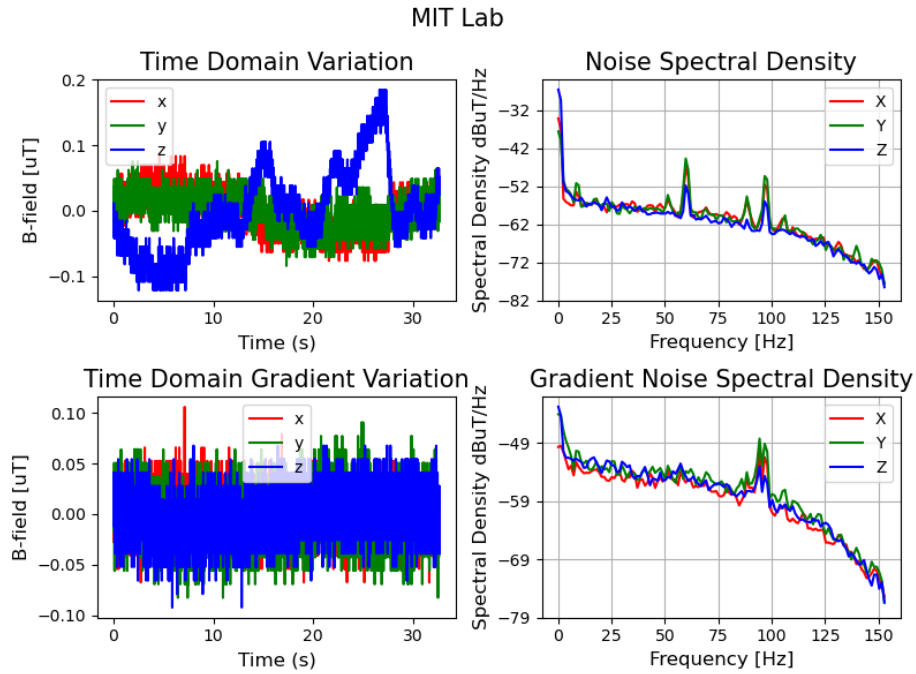 MIT Lab
Time Domain Variation
B-field [uT]
0.2
0.1
0.0
−0.1
x
y
z
0
10
20
30
Time (s)
Noise Spectral Density
Spectral Density dBuT/Hz
−32
−42
−52
−62
−72
−82
X
Y
Z
0
25
50
75
100
125
150
Frequency [Hz]
Time Domain Gradient Variation
B-field [uT]
0.10
0.05
0.00
−0.05
−0.10
x
y
z
0
10
20
30
Time (s)
Gradient Noise Spectral Density
Spectral Density dBuT/Hz
−49
−59
−69
−79
X
Y
Z
0
25
50
75
100
125
150
Frequency [Hz]